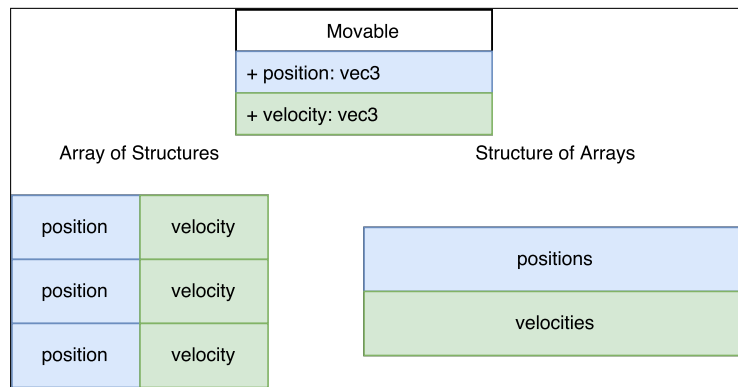 Movable
+ position: vec3
+ velocity: vec3
Array of Structures
Structure of Arrays
position velocity
positions
position velocity
velocities
position velocity